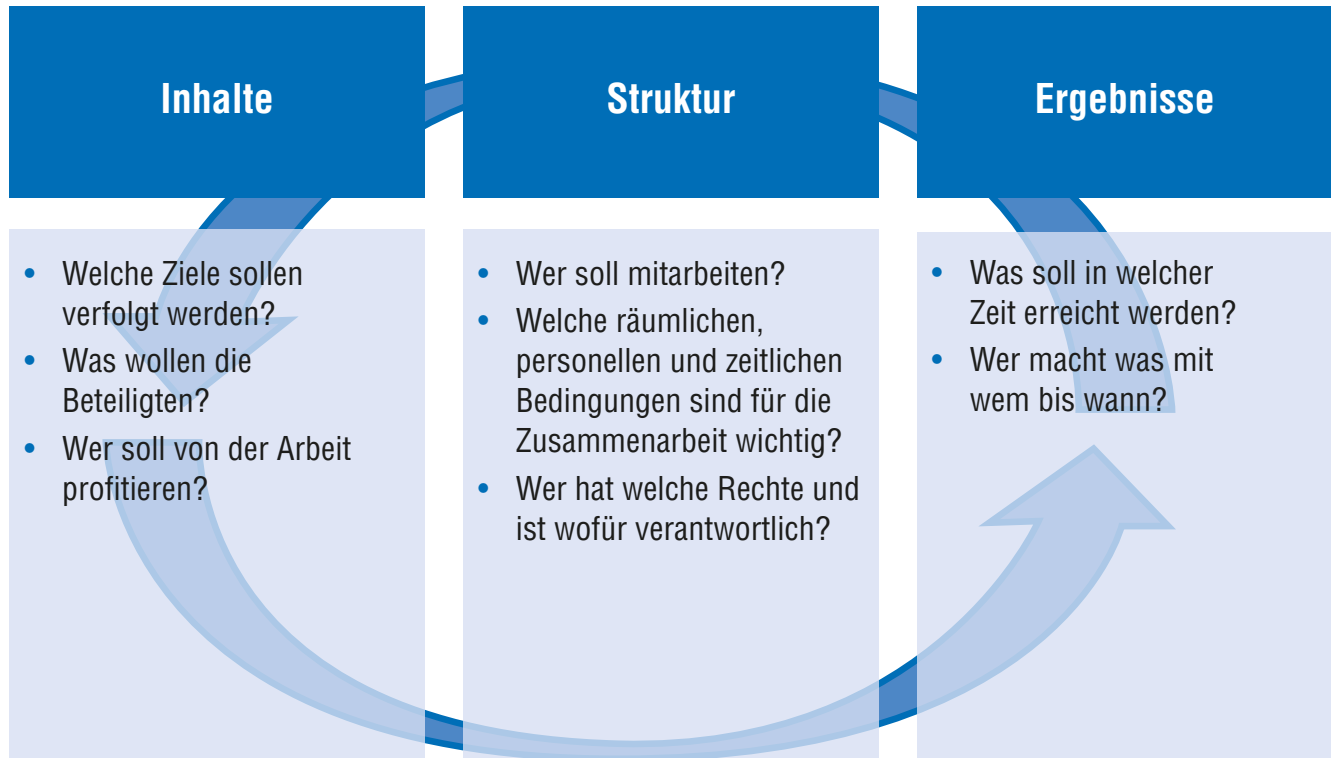 Inhalte
• Welche Ziele sollen
verfolgt werden?
• Was wollen die
Beteiligten?
• Wer soll von der Arbeit
profitieren?
Struktur
• Wer soll mitarbeiten?
• Welche räumlichen,
personellen und zeitlichen
Bedingungen sind für die
Zusammenarbeit wichtig?
• Wer hat welche Rechte und
ist wofür verantwortlich?
Ergebnisse
• Was soll in welcher
Zeit erreicht werden?
• Wer macht was mit
wem bis wann?